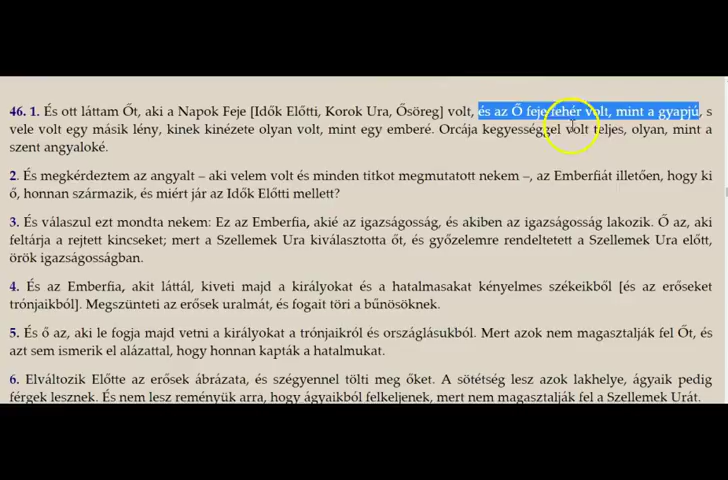 46. 1. És ott láttam Őt, aki a Napok Feje [Idők Előtti, Korok Ura, Ősöreg] volt, és az Ő feje fehér volt, mint a gyapjú, s
vele volt egy másik lény, kinek kinézete olyan volt, mint egy emberé. Orcája kegyességgel volt teljes, olyan, mint a
szent angyaloké.
2. És megkérdeztem az angyalt – aki velem volt és minden titkot megmutatott nekem –, az Emberfiát illetően, hogy ki
ő, honnan származik, és miért jár az Idők Előtti mellett?
3. És válaszul ezt mondta nekem: Ez az Emberfia, akié az igazságosság, és akiben az igazságosság lakozik. Ő az, aki
feltárja a rejtett kincseket; mert a Szellemek Ura kiválasztotta őt, és győzelemre rendeltetett a Szellemek Ura előtt,
örök igazságosságban.
4. És az Emberfia, akit láttál, kiveti majd a királyokat és a hatalmasakat kényelmes székeikből [és az erőseket
trónjaikból]. Megszünteti az erősek uralmát, és fogait töri a bűnösöknek.
5. És ő az, aki le fogja majd vetni a királyokat a trónjaikról és országlásukból. Mert azok nem magasztalják fel Őt, és
azt sem ismerik el alázattal, hogy honnan kapták a hatalmukat.
6. Elváltozik Előtte az erősek ábrázata, és szégyennel tölti meg őket. A sötétség lesz azok lakhelye, ágyaik pedig
férgek lesznek. És nem lesz reményük arra, hogy ágyaikból felkeljenek, mert nem magasztalják fel a Szellemek Urát.